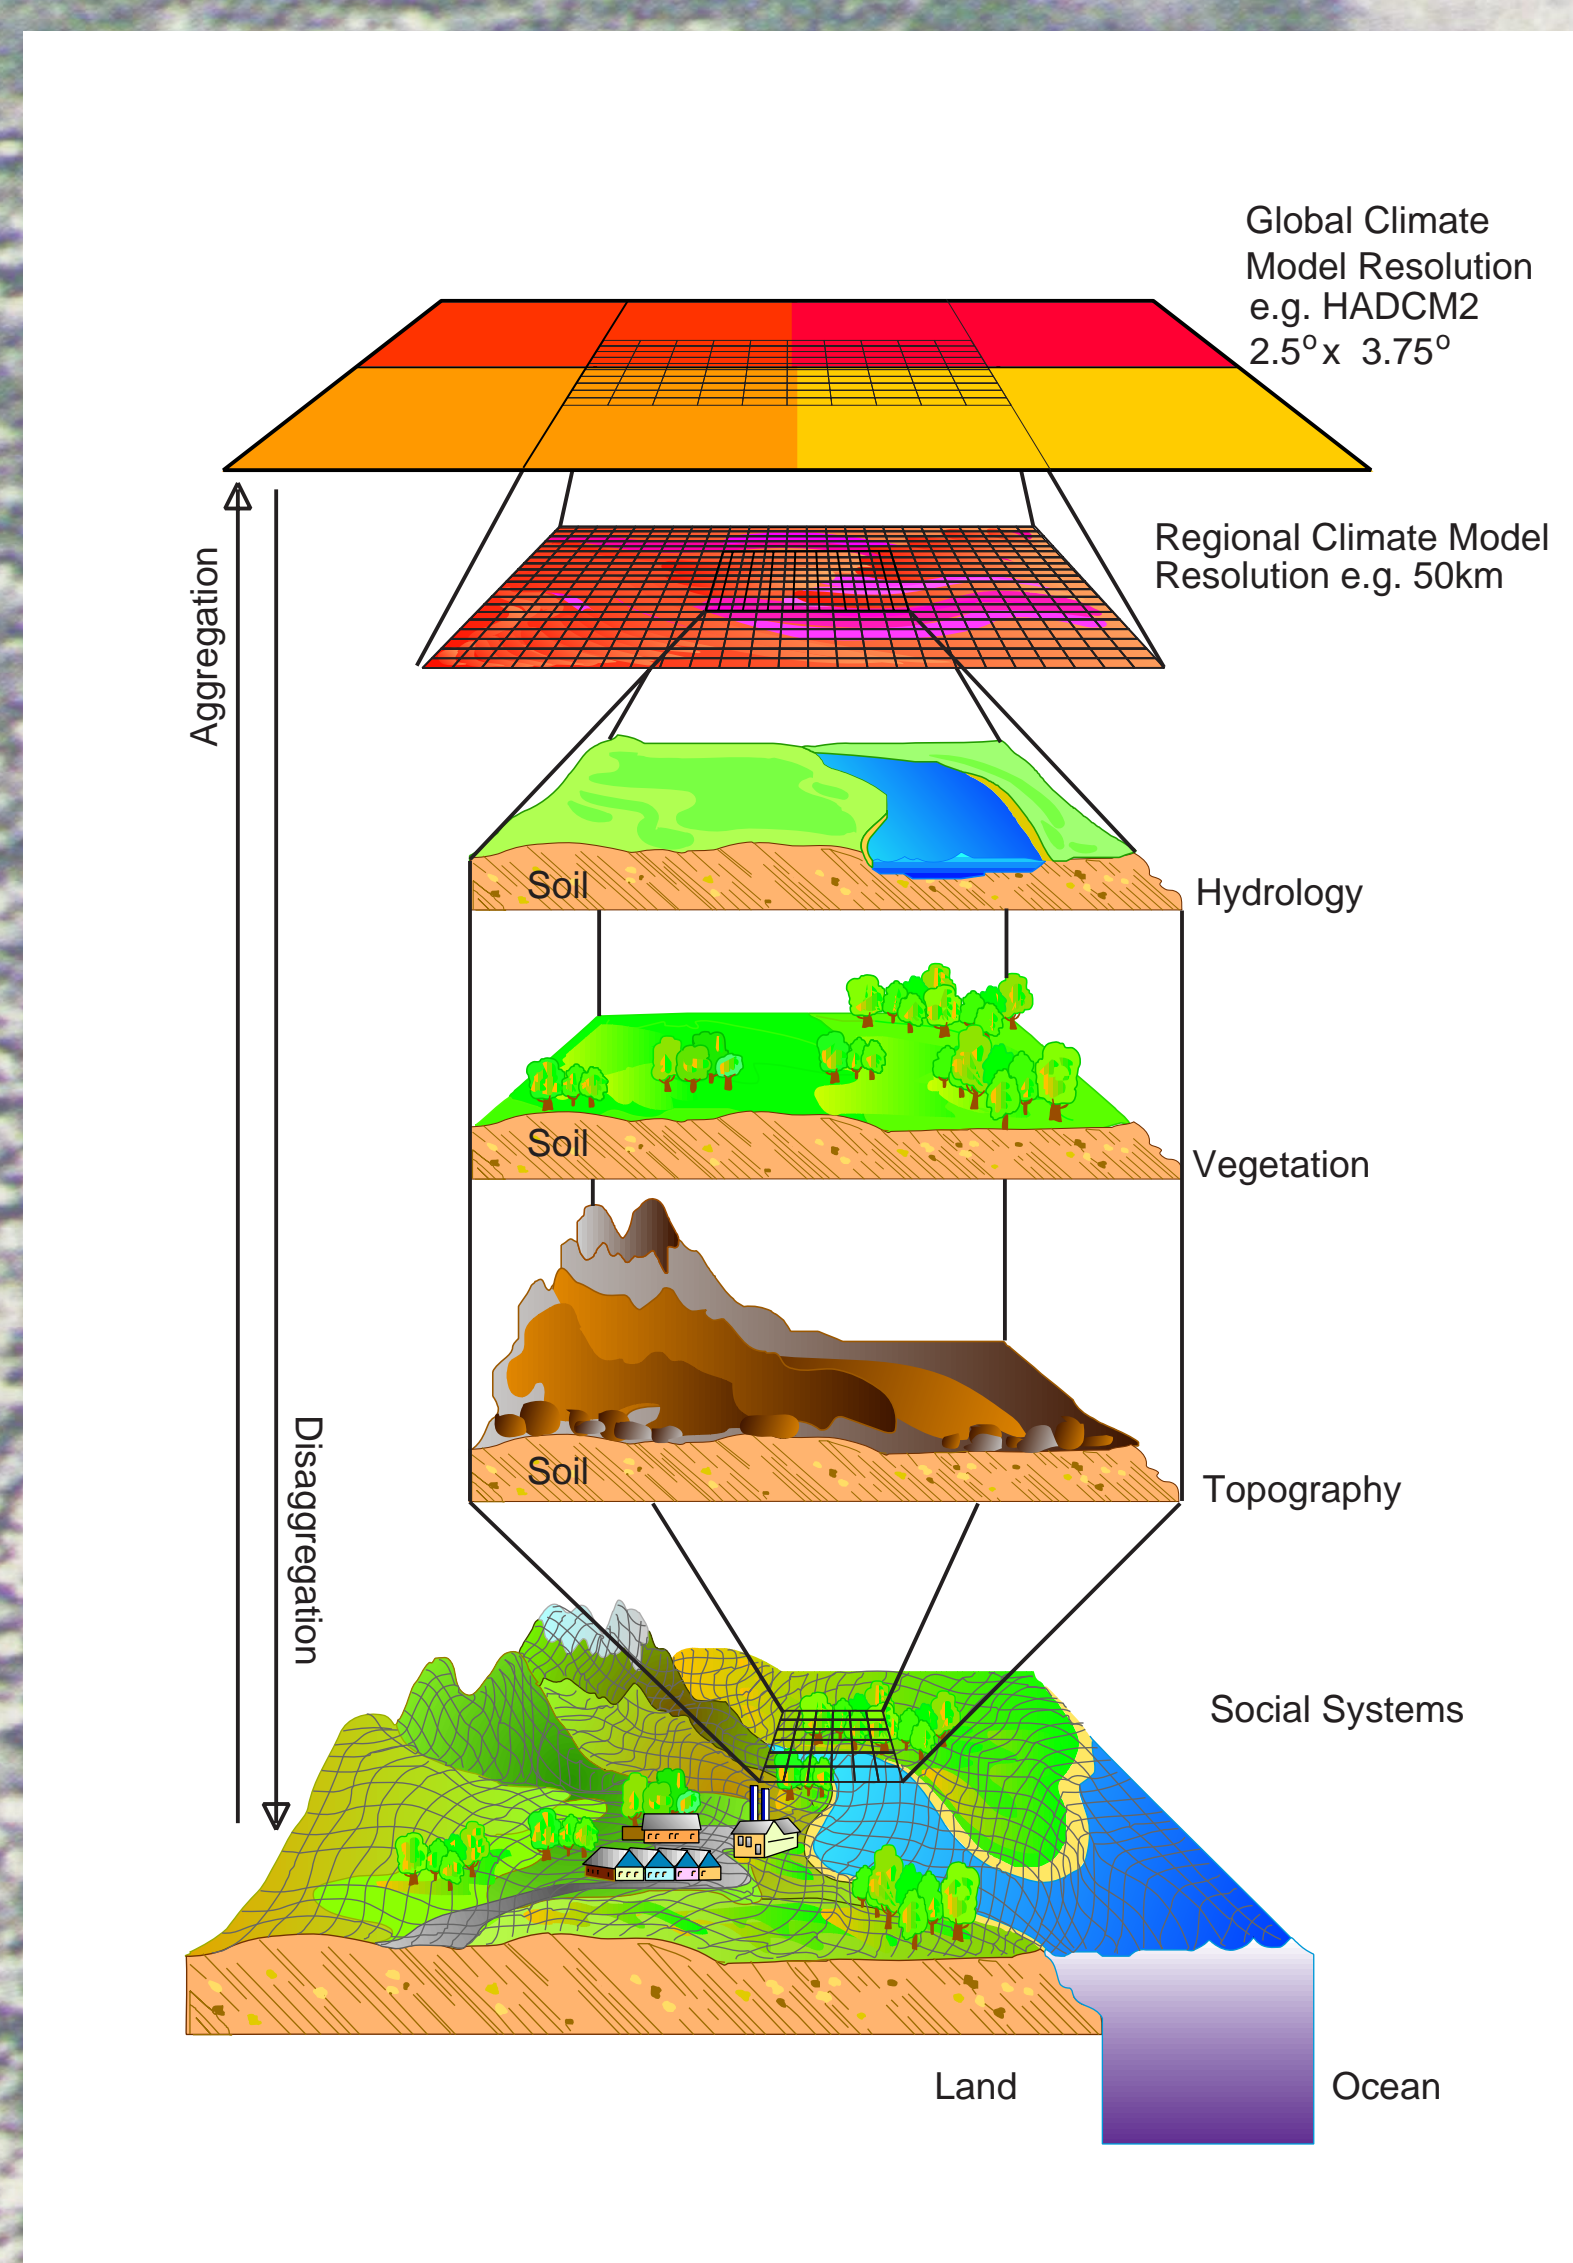 Global Climate
Model Resolution
e.g. HADCM2
2.5° x 3.75°
Regional Climate Model
Resolution e.g. 50km
Aggregation
Soil
Hydrology
Soil
Vegetation
Disaggregation
Soil
Topography
Social Systems
Land
Ocean